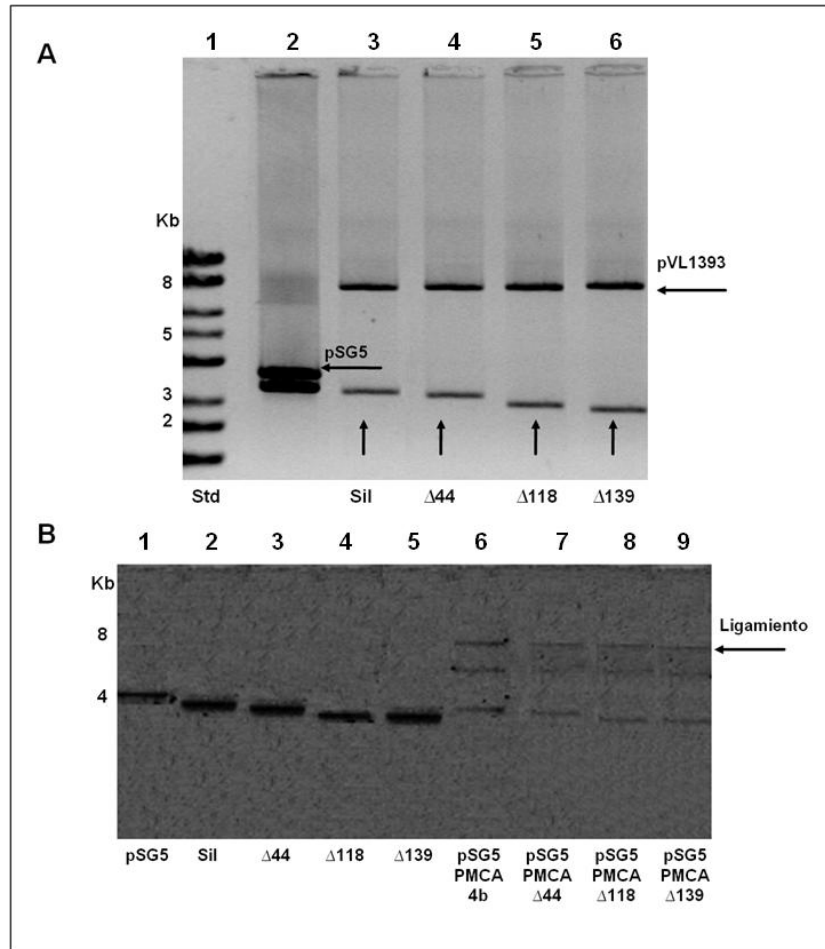 A
1 2 3 4 5 6
Kb
8
5
3
2
pSG5
pVL1393
Std Sil Δ44 Δ118 Δ139
B
1 2 3 4 5 6 7 8 9
Kb
8
4
Ligamiento
pSG5 Sil Δ44 Δ118 Δ139 pSG5 pSG5 pSG5 pSG5
PMCA PMCA PMCA PMCA
4b Δ44 Δ118 Δ139